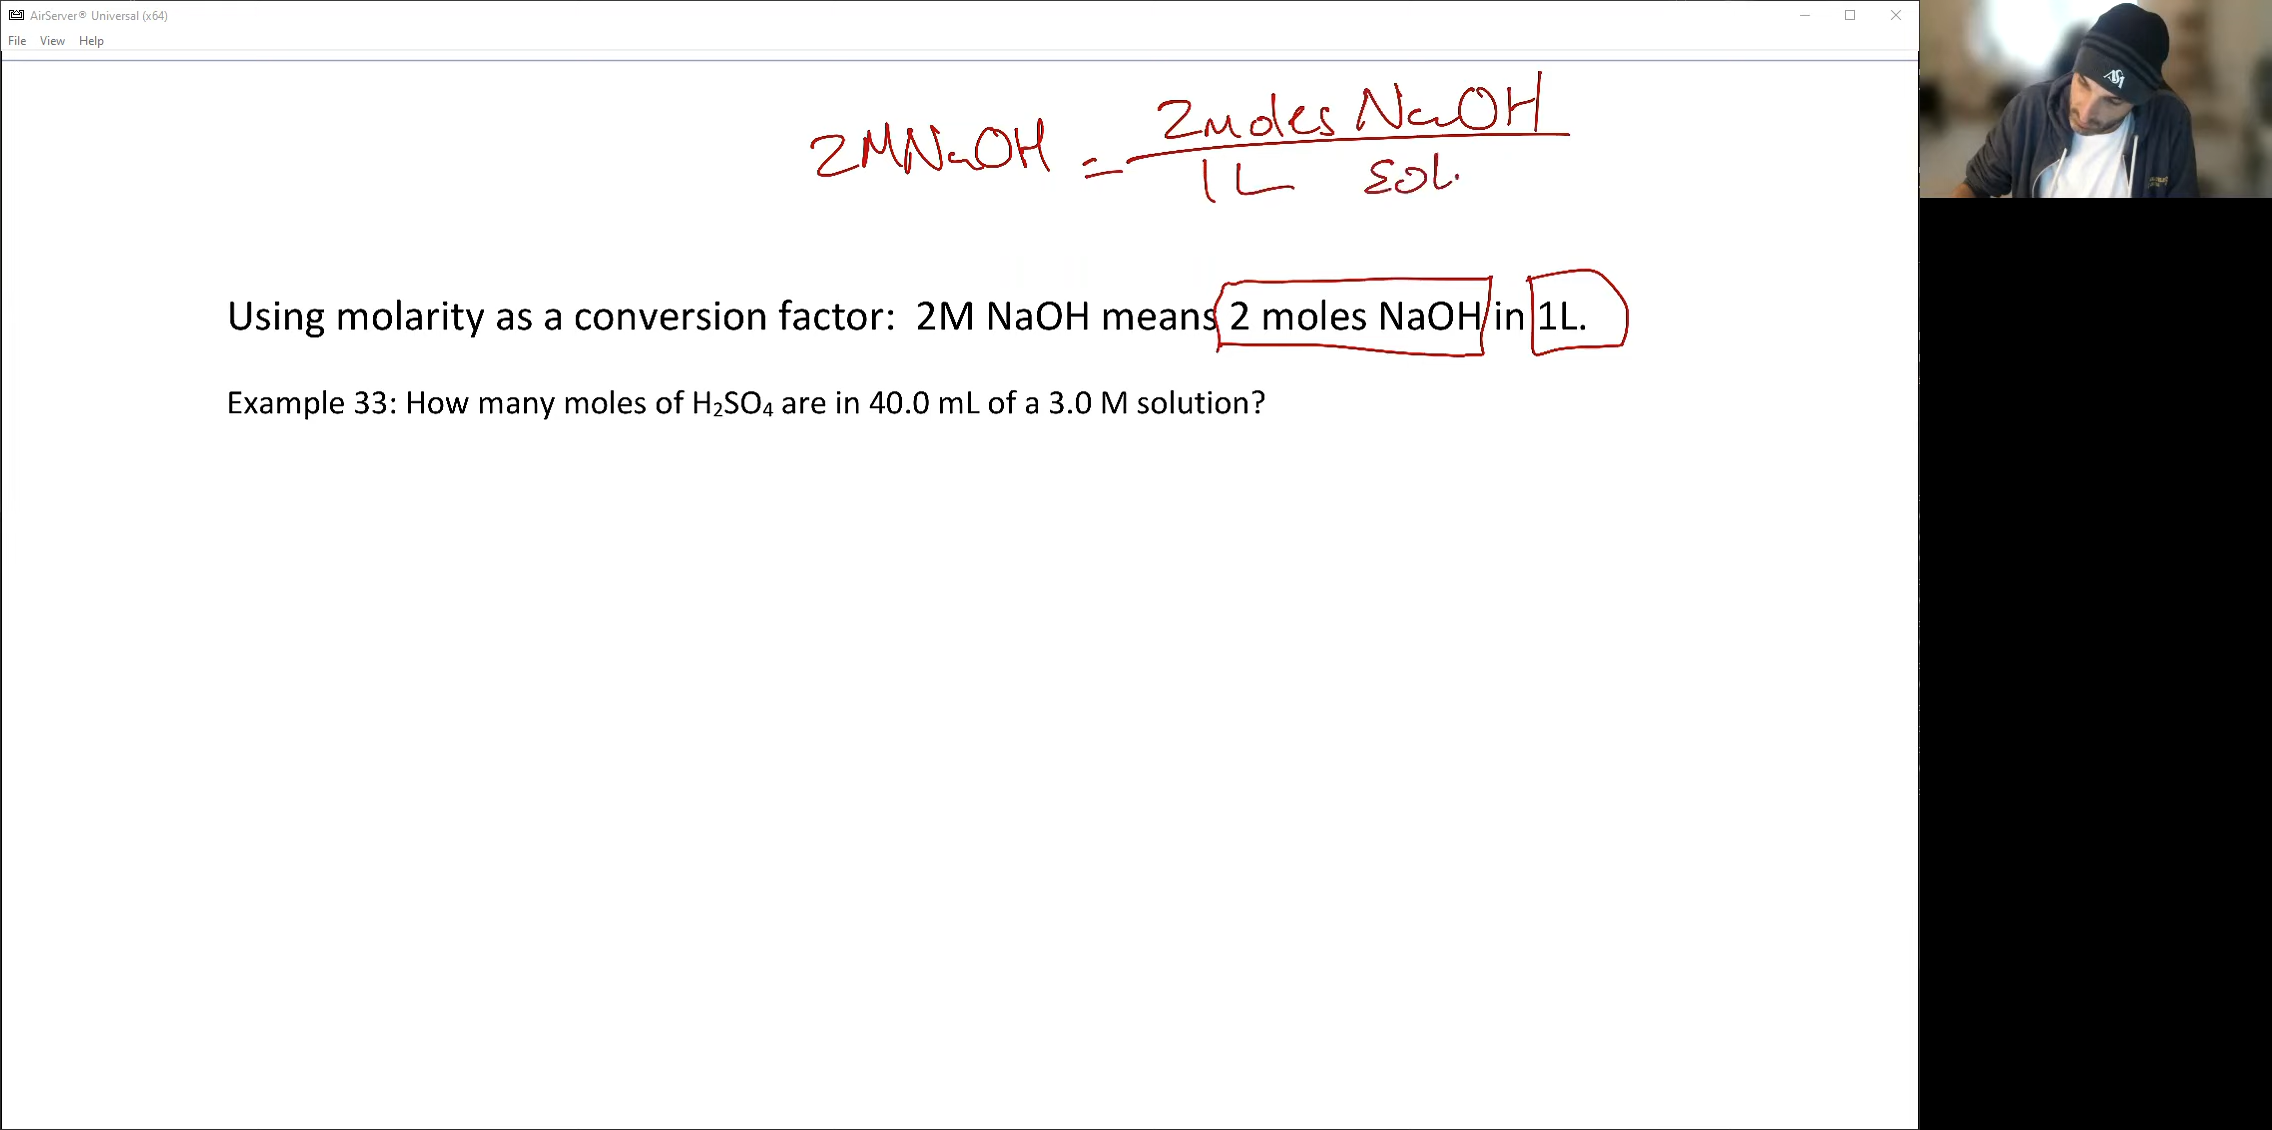 AirServer® Universal (x64)
File View Help
2M NaOH = 2 moles NaOH
1L sol.
Using molarity as a conversion factor: 2M NaOH means 2 moles NaOH in 1L.
Example 33: How many moles of H₂SO₄ are in 40.0 mL of a 3.0 M solution?